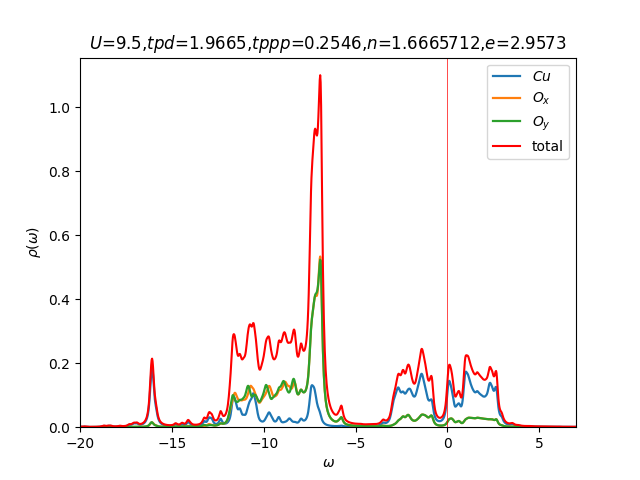 U=9.5,tpd=1.9665,tppp=0.2546,n=1.6665712,e=2.9573
Cu
Oₓ
O_y
total
1.0
0.8
0.6
0.4
0.2
0.0
ρ(ω)
−20 −15 −10 −5 0 5
ω